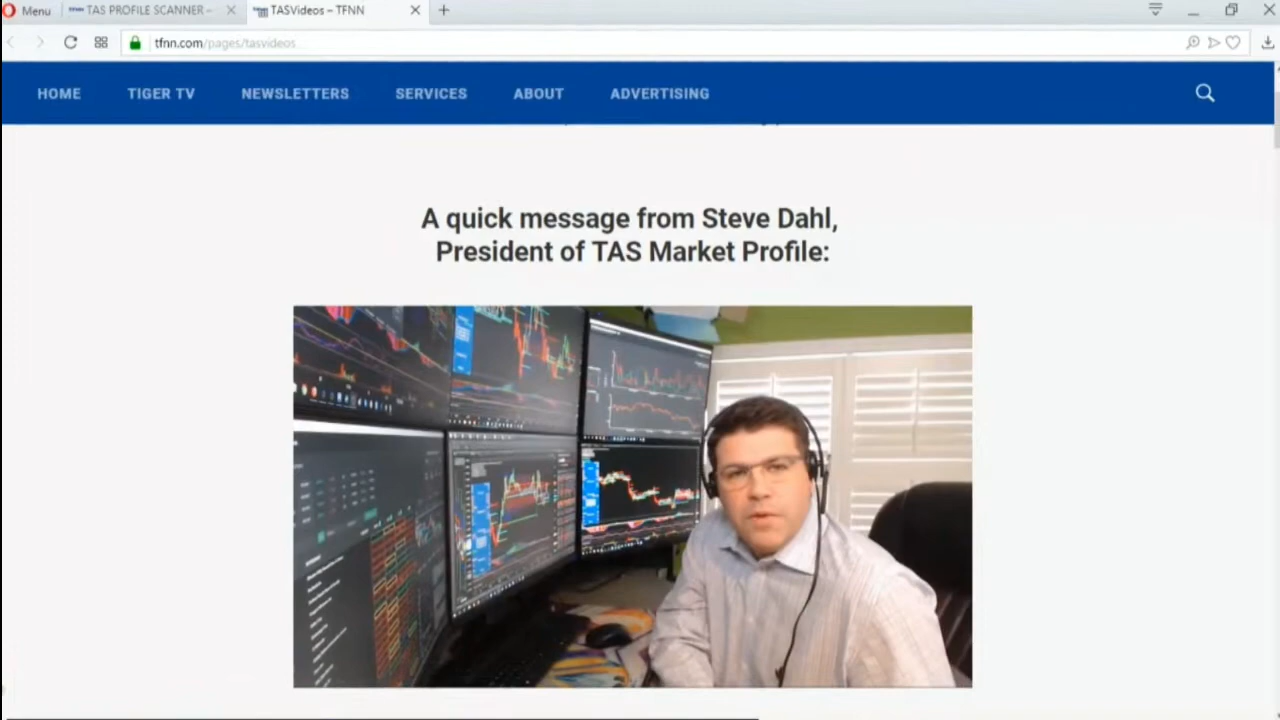 Menu
TAS PROFILE SCANNER –
TASVideos – TFNN
tfnn.com/pages/tasvideos
HOME
TIGER TV
NEWSLETTERS
SERVICES
ABOUT
ADVERTISING
A quick message from Steve Dahl,
President of TAS Market Profile: